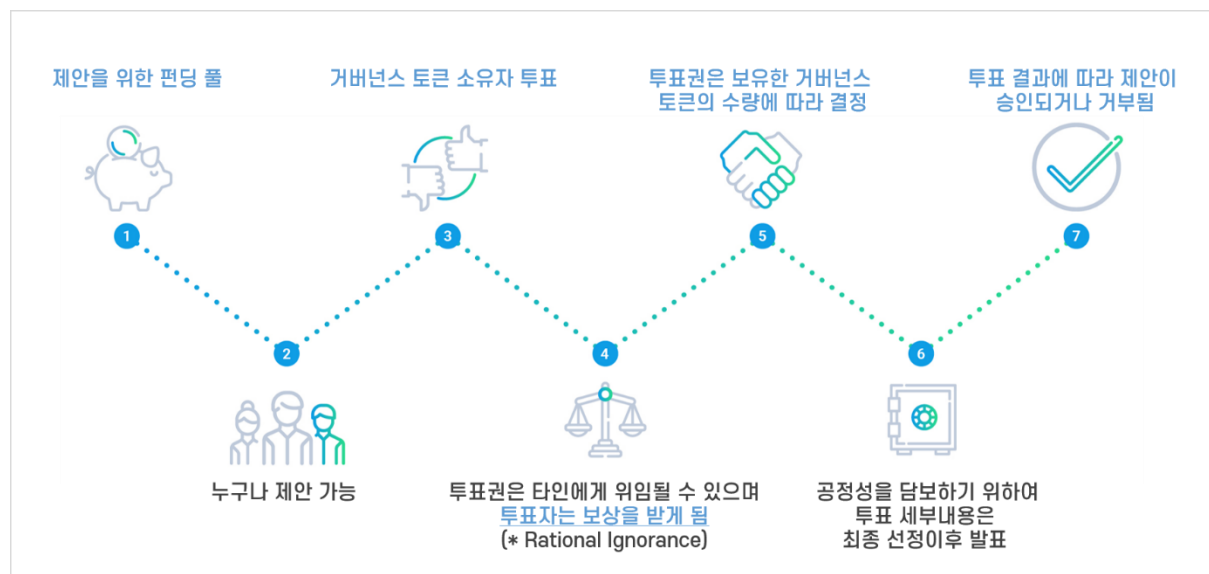 제안을 위한 펀딩 풀
거버넌스 토큰 소유자 투표
투표권은 보유한 거버넌스
토큰의 수량에 따라 결정
투표 결과에 따라 제안이
승인되거나 거부됨
1
3
5
7
2
4
6
누구나 제안 가능
투표권은 타인에게 위임될 수 있으며
투표자는 보상을 받게 됨
(* Rational Ignorance)
공정성을 담보하기 위하여
투표 세부내용은
최종 선정이후 발표